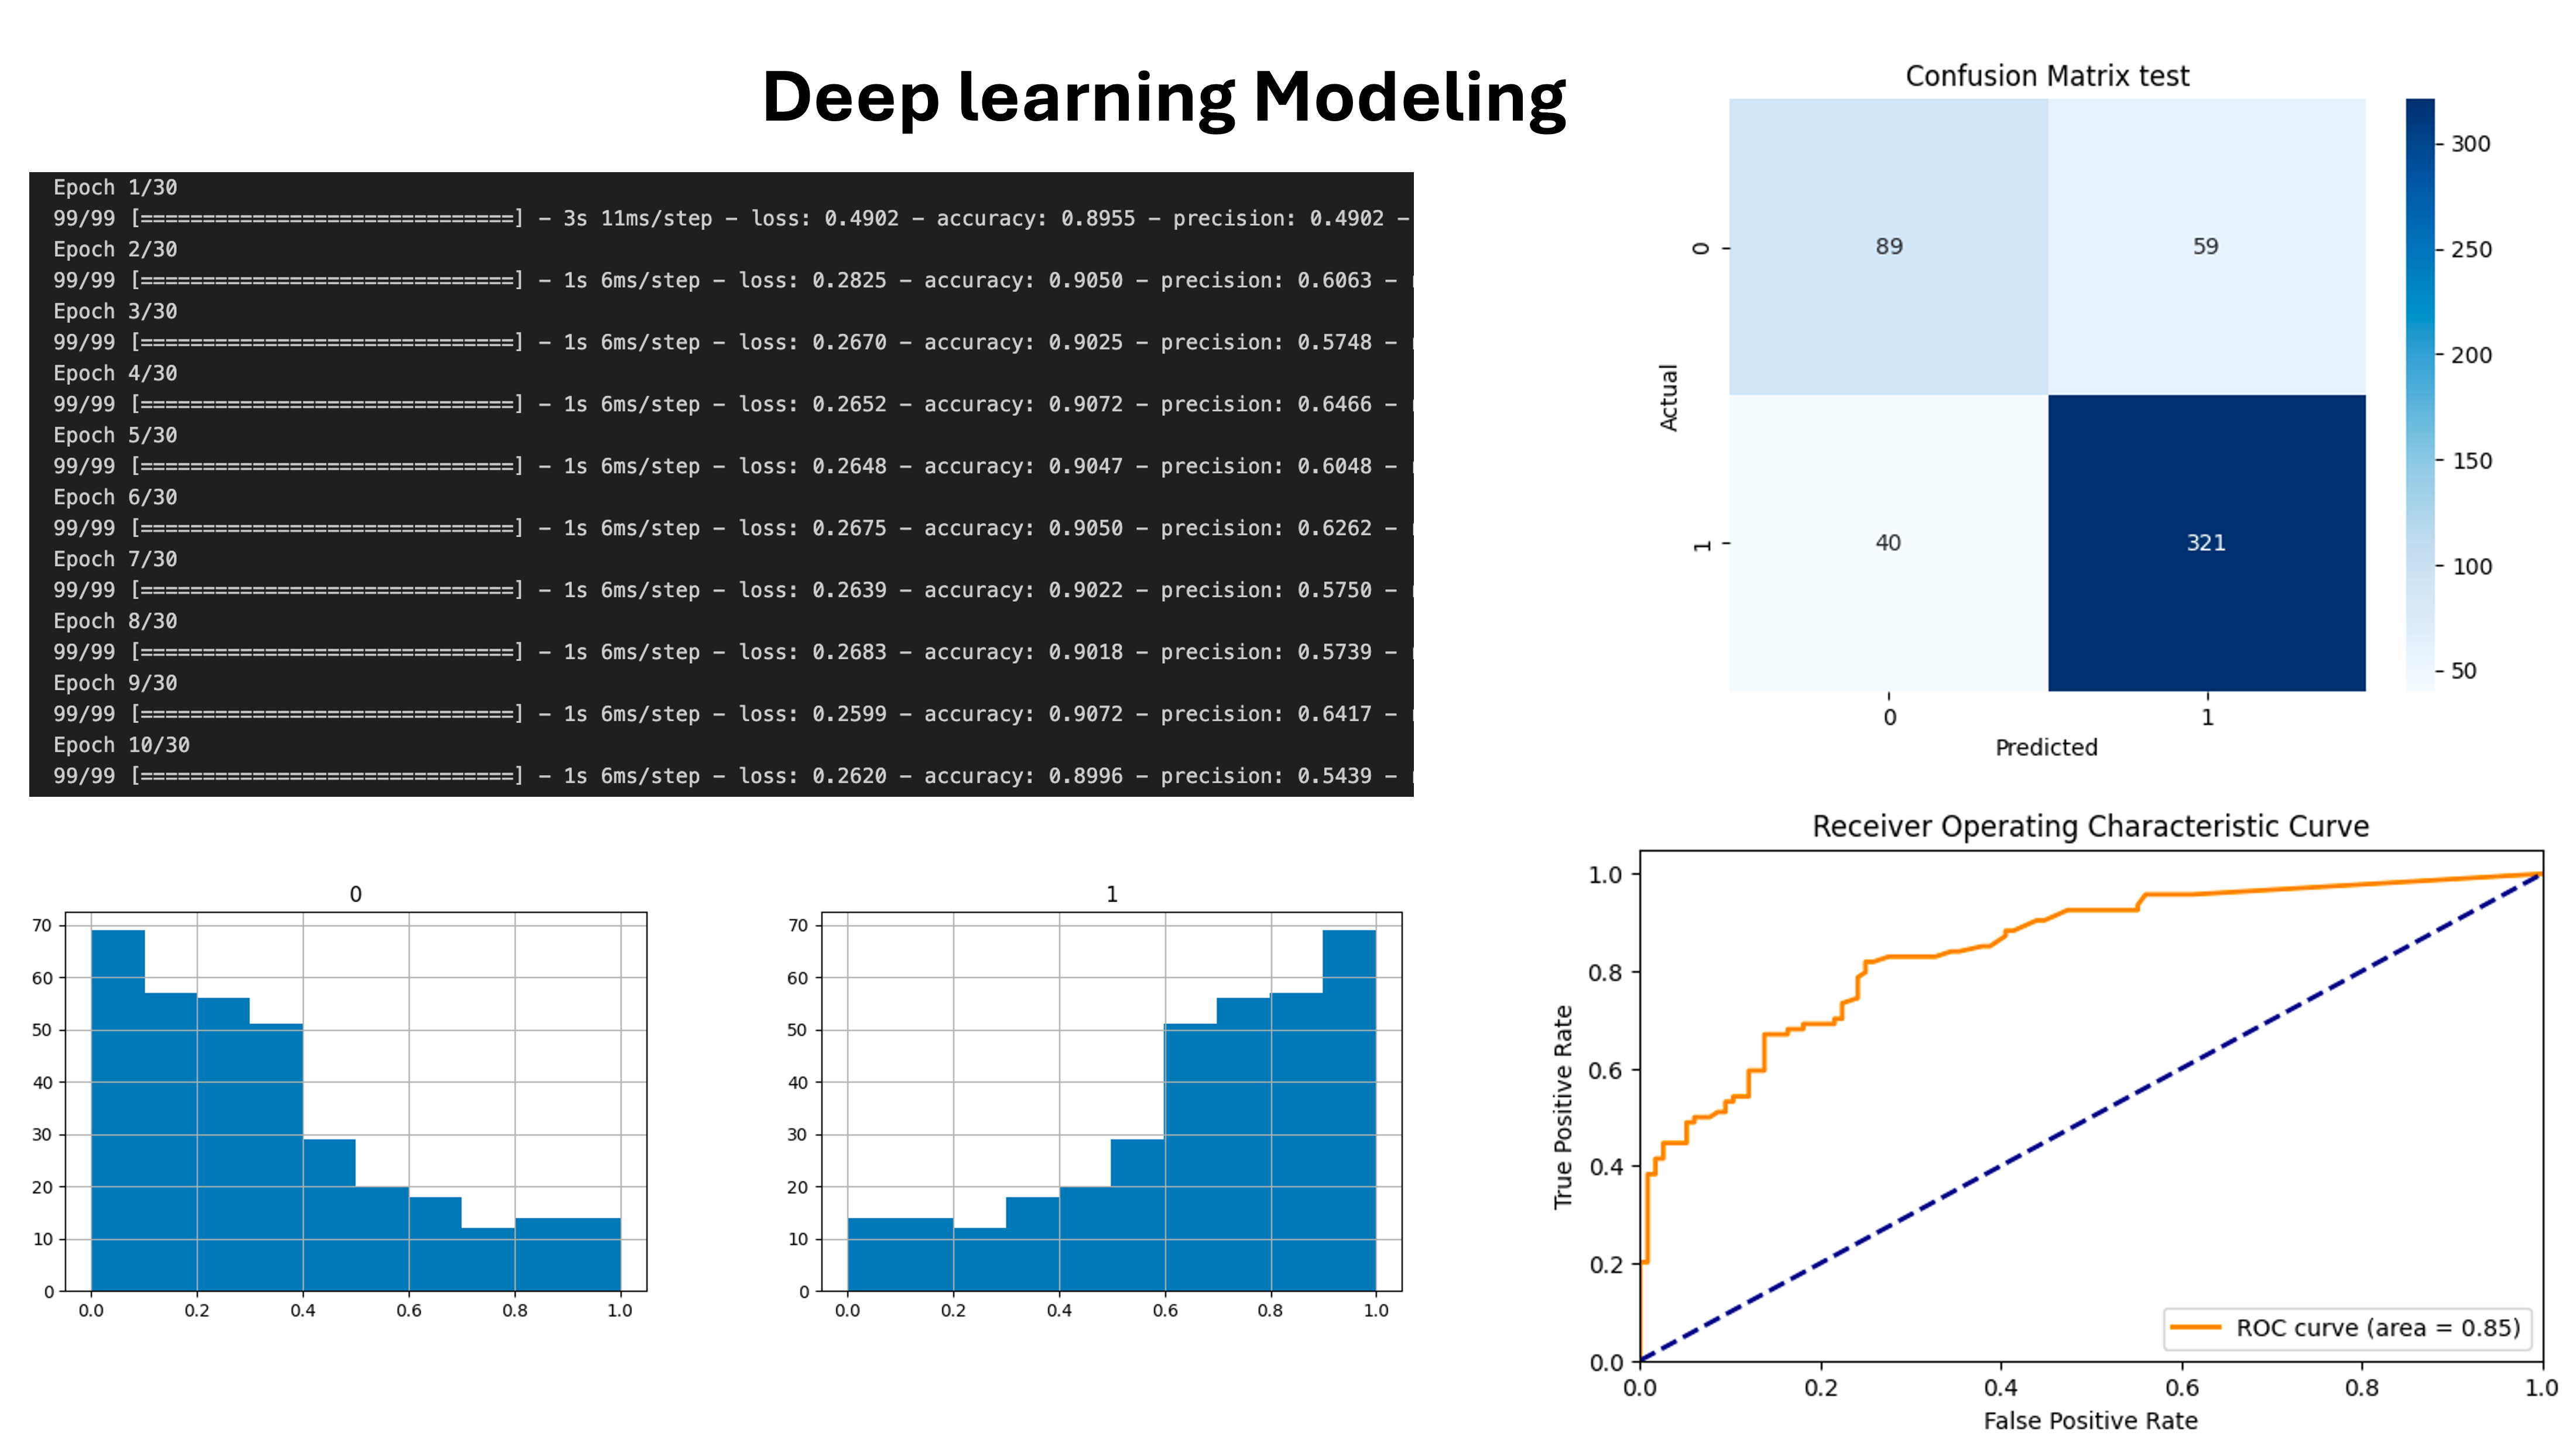 Deep learning Modeling
Epoch 1/30
99/99 [==============================] - 3s 11ms/step - loss: 0.4902 - accuracy: 0.8955 - precision: 0.4902 -
Epoch 2/30
99/99 [==============================] - 1s 6ms/step - loss: 0.2825 - accuracy: 0.9050 - precision: 0.6063 -
Epoch 3/30
99/99 [==============================] - 1s 6ms/step - loss: 0.2670 - accuracy: 0.9025 - precision: 0.5748 -
Epoch 4/30
99/99 [==============================] - 1s 6ms/step - loss: 0.2652 - accuracy: 0.9072 - precision: 0.6466 -
Epoch 5/30
99/99 [==============================] - 1s 6ms/step - loss: 0.2648 - accuracy: 0.9047 - precision: 0.6048 -
Epoch 6/30
99/99 [==============================] - 1s 6ms/step - loss: 0.2675 - accuracy: 0.9050 - precision: 0.6262 -
Epoch 7/30
99/99 [==============================] - 1s 6ms/step - loss: 0.2639 - accuracy: 0.9022 - precision: 0.5750 -
Epoch 8/30
99/99 [==============================] - 1s 6ms/step - loss: 0.2683 - accuracy: 0.9018 - precision: 0.5739 -
Epoch 9/30
99/99 [==============================] - 1s 6ms/step - loss: 0.2599 - accuracy: 0.9072 - precision: 0.6417 -
Epoch 10/30
99/99 [==============================] - 1s 6ms/step - loss: 0.2620 - accuracy: 0.8996 - precision: 0.5439 -
Confusion Matrix test
Actual
0
89 59
1
40 321
0 1
Predicted
300
250
200
150
100
50
0
70
60
50
40
30
20
10
0
0.0 0.2 0.4 0.6 0.8 1.0
1
70
60
50
40
30
20
10
0
0.0 0.2 0.4 0.6 0.8 1.0
Receiver Operating Characteristic Curve
True Positive Rate
1.0
0.8
0.6
0.4
0.2
0.0
ROC curve (area = 0.85)
0.0 0.2 0.4 0.6 0.8 1.0
False Positive Rate